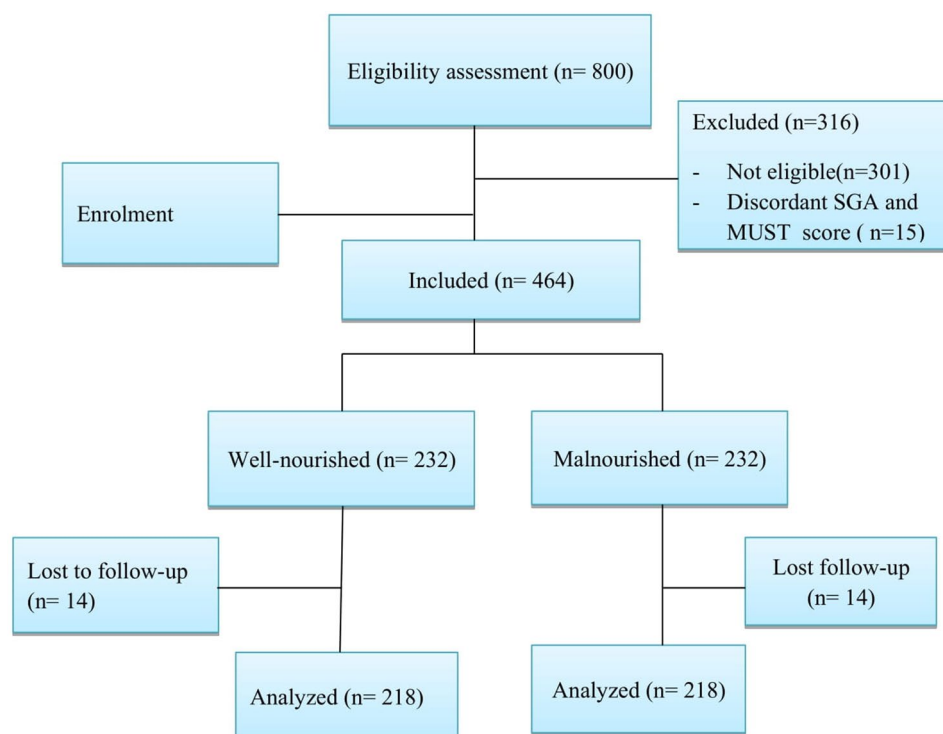 Eligibility assessment (n= 800)
Excluded (n=316)
- Not eligible(n=301)
- Discordant SGA and
MUST score ( n=15)
Enrolment
Included (n= 464)
Well-nourished (n= 232)
Malnourished (n= 232)
Lost to follow-up
(n= 14)
Lost follow-up
(n= 14)
Analyzed (n= 218)
Analyzed (n= 218)